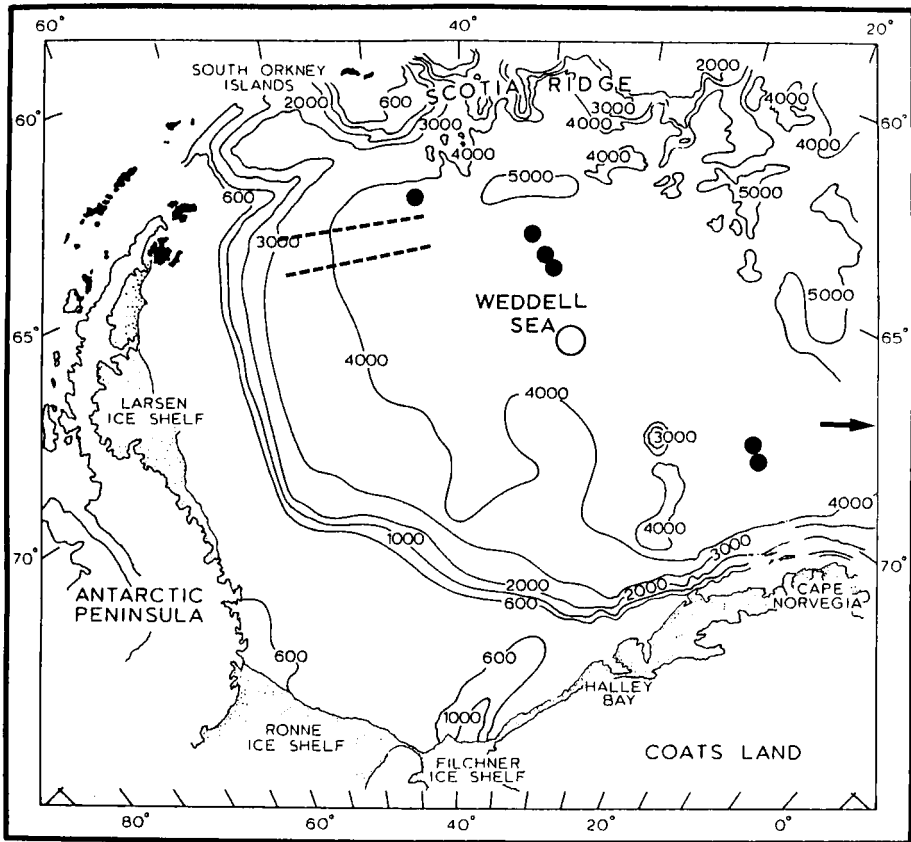 60°
40°
20°
SOUTH ORKNEY
ISLANDS
2000
600
SCOTIA RIDGE
2000
3000
4000
3000
4000
4000
60°
60°
4000
4000
600
5000
5000
3000
WEDDELL
SEA
5000
65°
65°
4000
4000
LARSEN
ICE SHELF
3000
4000
4000
1000
3000
70°
70°
2000
2000
600
ANTARCTIC
PENINSULA
CAPE
NORVEGIA
600
600
HALLEY
BAY
1000
RONNE
ICE SHELF
FILCHNER
ICE SHELF
COATS LAND
80°
60°
40°
20°
0°